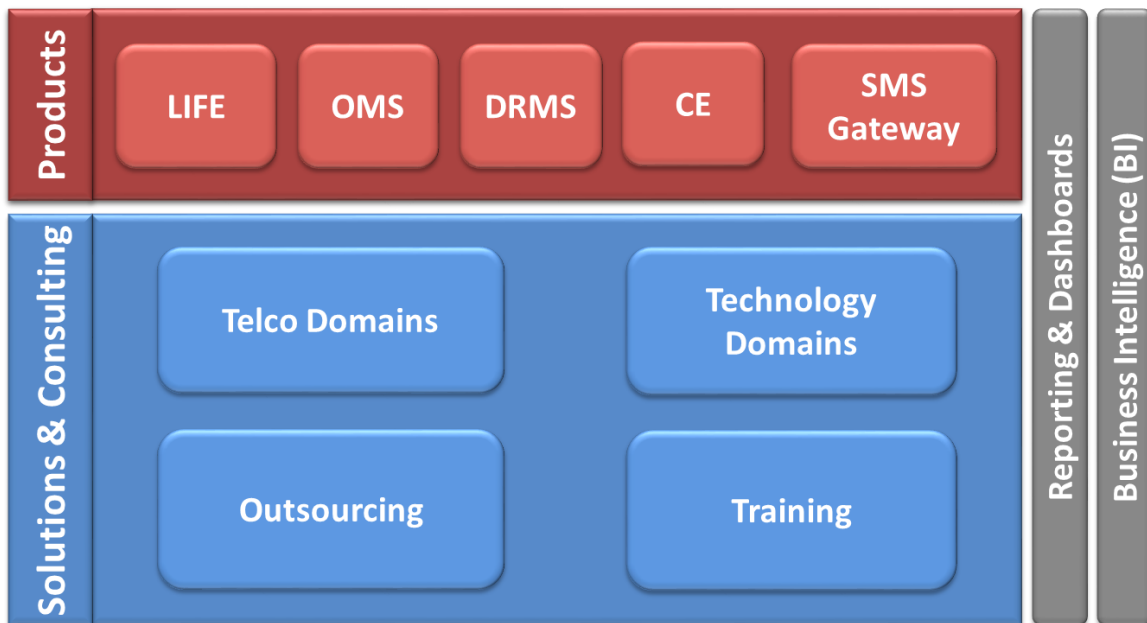 Products
LIFE
OMS
DRMS
CE
SMS
Gateway
Solutions & Consulting
Telco Domains
Technology
Domains
Outsourcing
Training
Reporting & Dashboards
Business Intelligence (BI)